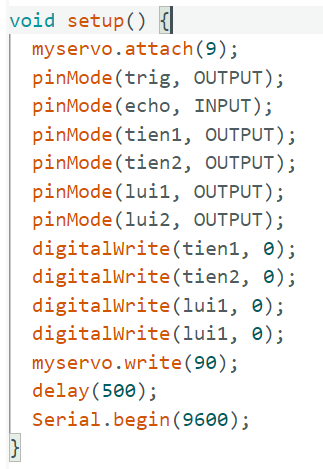 void setup() {
  myservo.attach(9);
  pinMode(trig, OUTPUT);
  pinMode(echo, INPUT);
  pinMode(tien1, OUTPUT);
  pinMode(tien2, OUTPUT);
  pinMode(lui1, OUTPUT);
  pinMode(lui2, OUTPUT);
  digitalWrite(tien1, 0);
  digitalWrite(tien2, 0);
  digitalWrite(lui1, 0);
  digitalWrite(lui1, 0);
  myservo.write(90);
  delay(500);
  Serial.begin(9600);
}